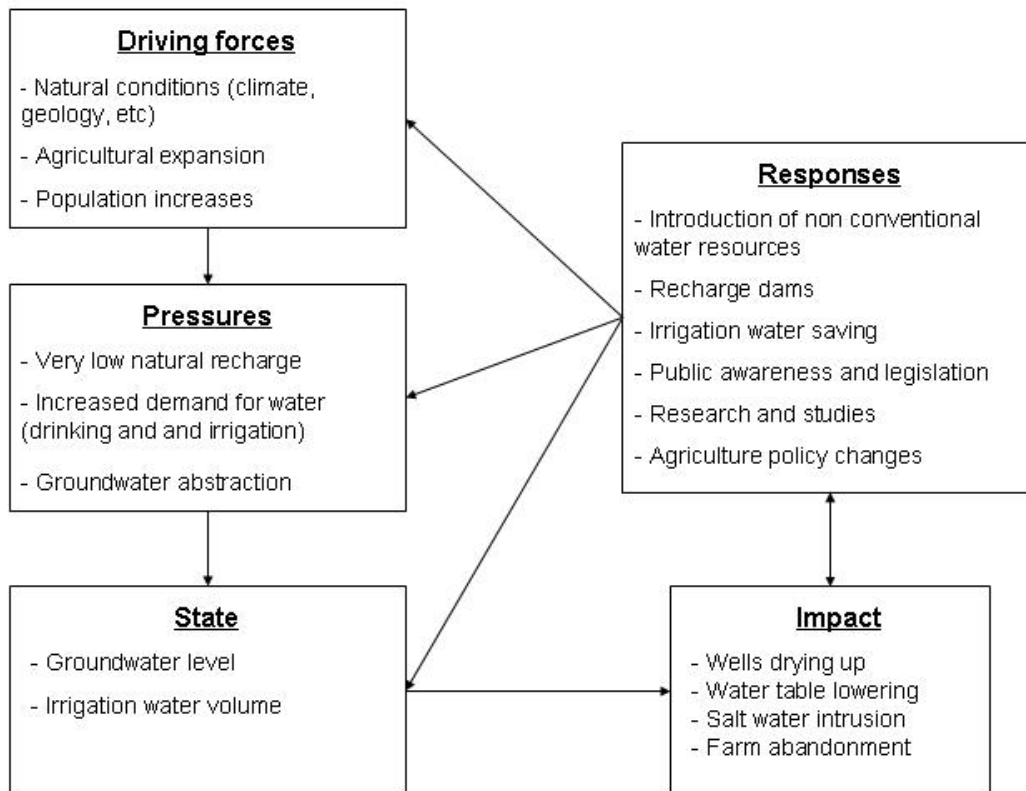 Driving forces
- Natural conditions (climate,
geology, etc)
- Agricultural expansion
- Population increases
Pressures
- Very low natural recharge
- Increased demand for water
(drinking and and irrigation)
- Groundwater abstraction
State
- Groundwater level
- Irrigation water volume
Responses
- Introduction of non conventional
water resources
- Recharge dams
- Irrigation water saving
- Public awareness and legislation
- Research and studies
- Agriculture policy changes
Impact
- Wells drying up
- Water table lowering
- Salt water intrusion
- Farm abandonment